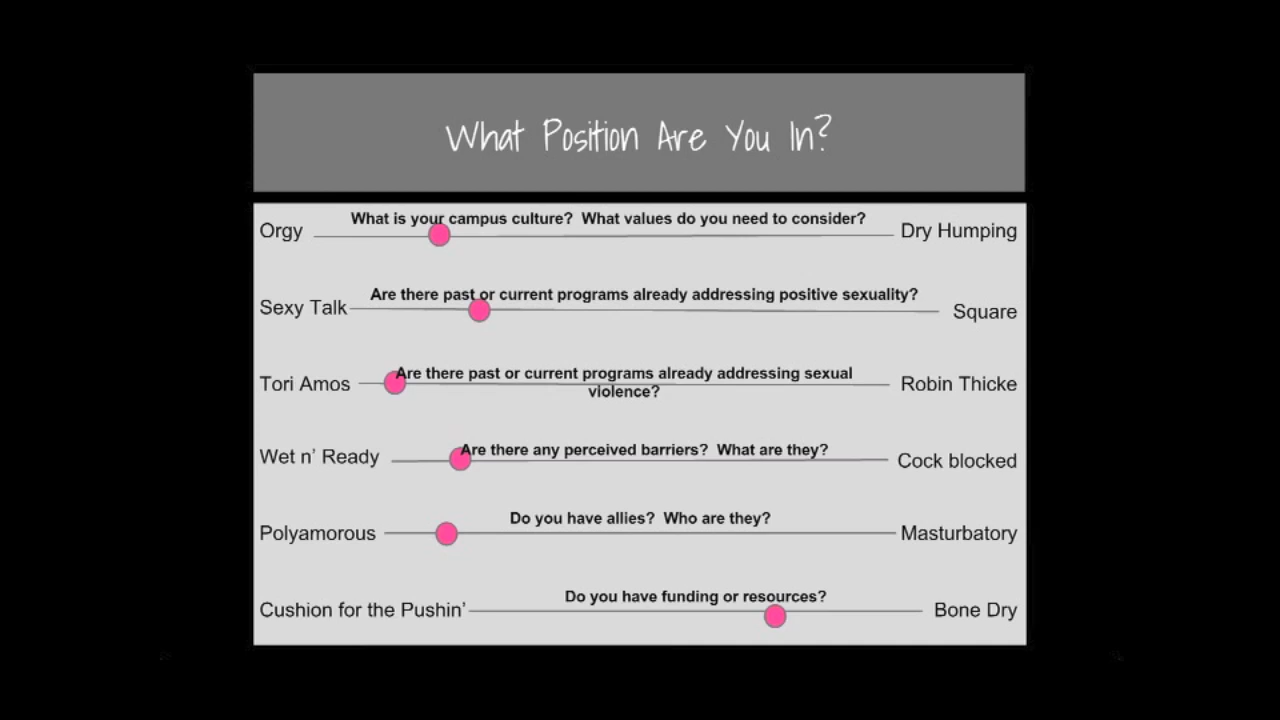 What Position Are You In?
What is your campus culture?  What values do you need to consider?
Orgy
Dry Humping
Are there past or current programs already addressing positive sexuality?
Sexy Talk
Square
Are there past or current programs already addressing sexual
violence?
Tori Amos
Robin Thicke
Are there any perceived barriers?  What are they?
Wet n’ Ready
Cock blocked
Do you have allies?  Who are they?
Polyamorous
Masturbatory
Do you have funding or resources?
Cushion for the Pushin’
Bone Dry